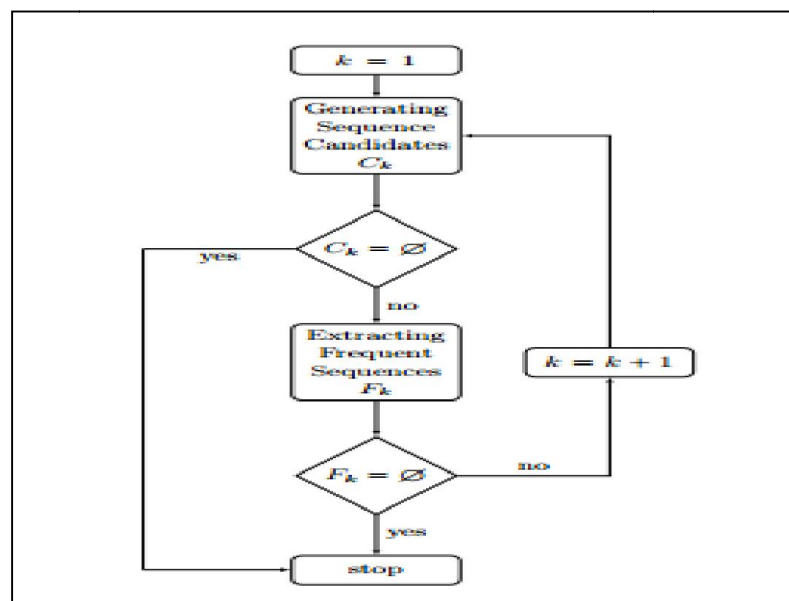 k = 1
Generating
Sequence
Candidates
C_k
C_k = ∅
yes
no
Extracting
Frequent
Sequences
F_k
k = k + 1
F_k = ∅
no
yes
stop